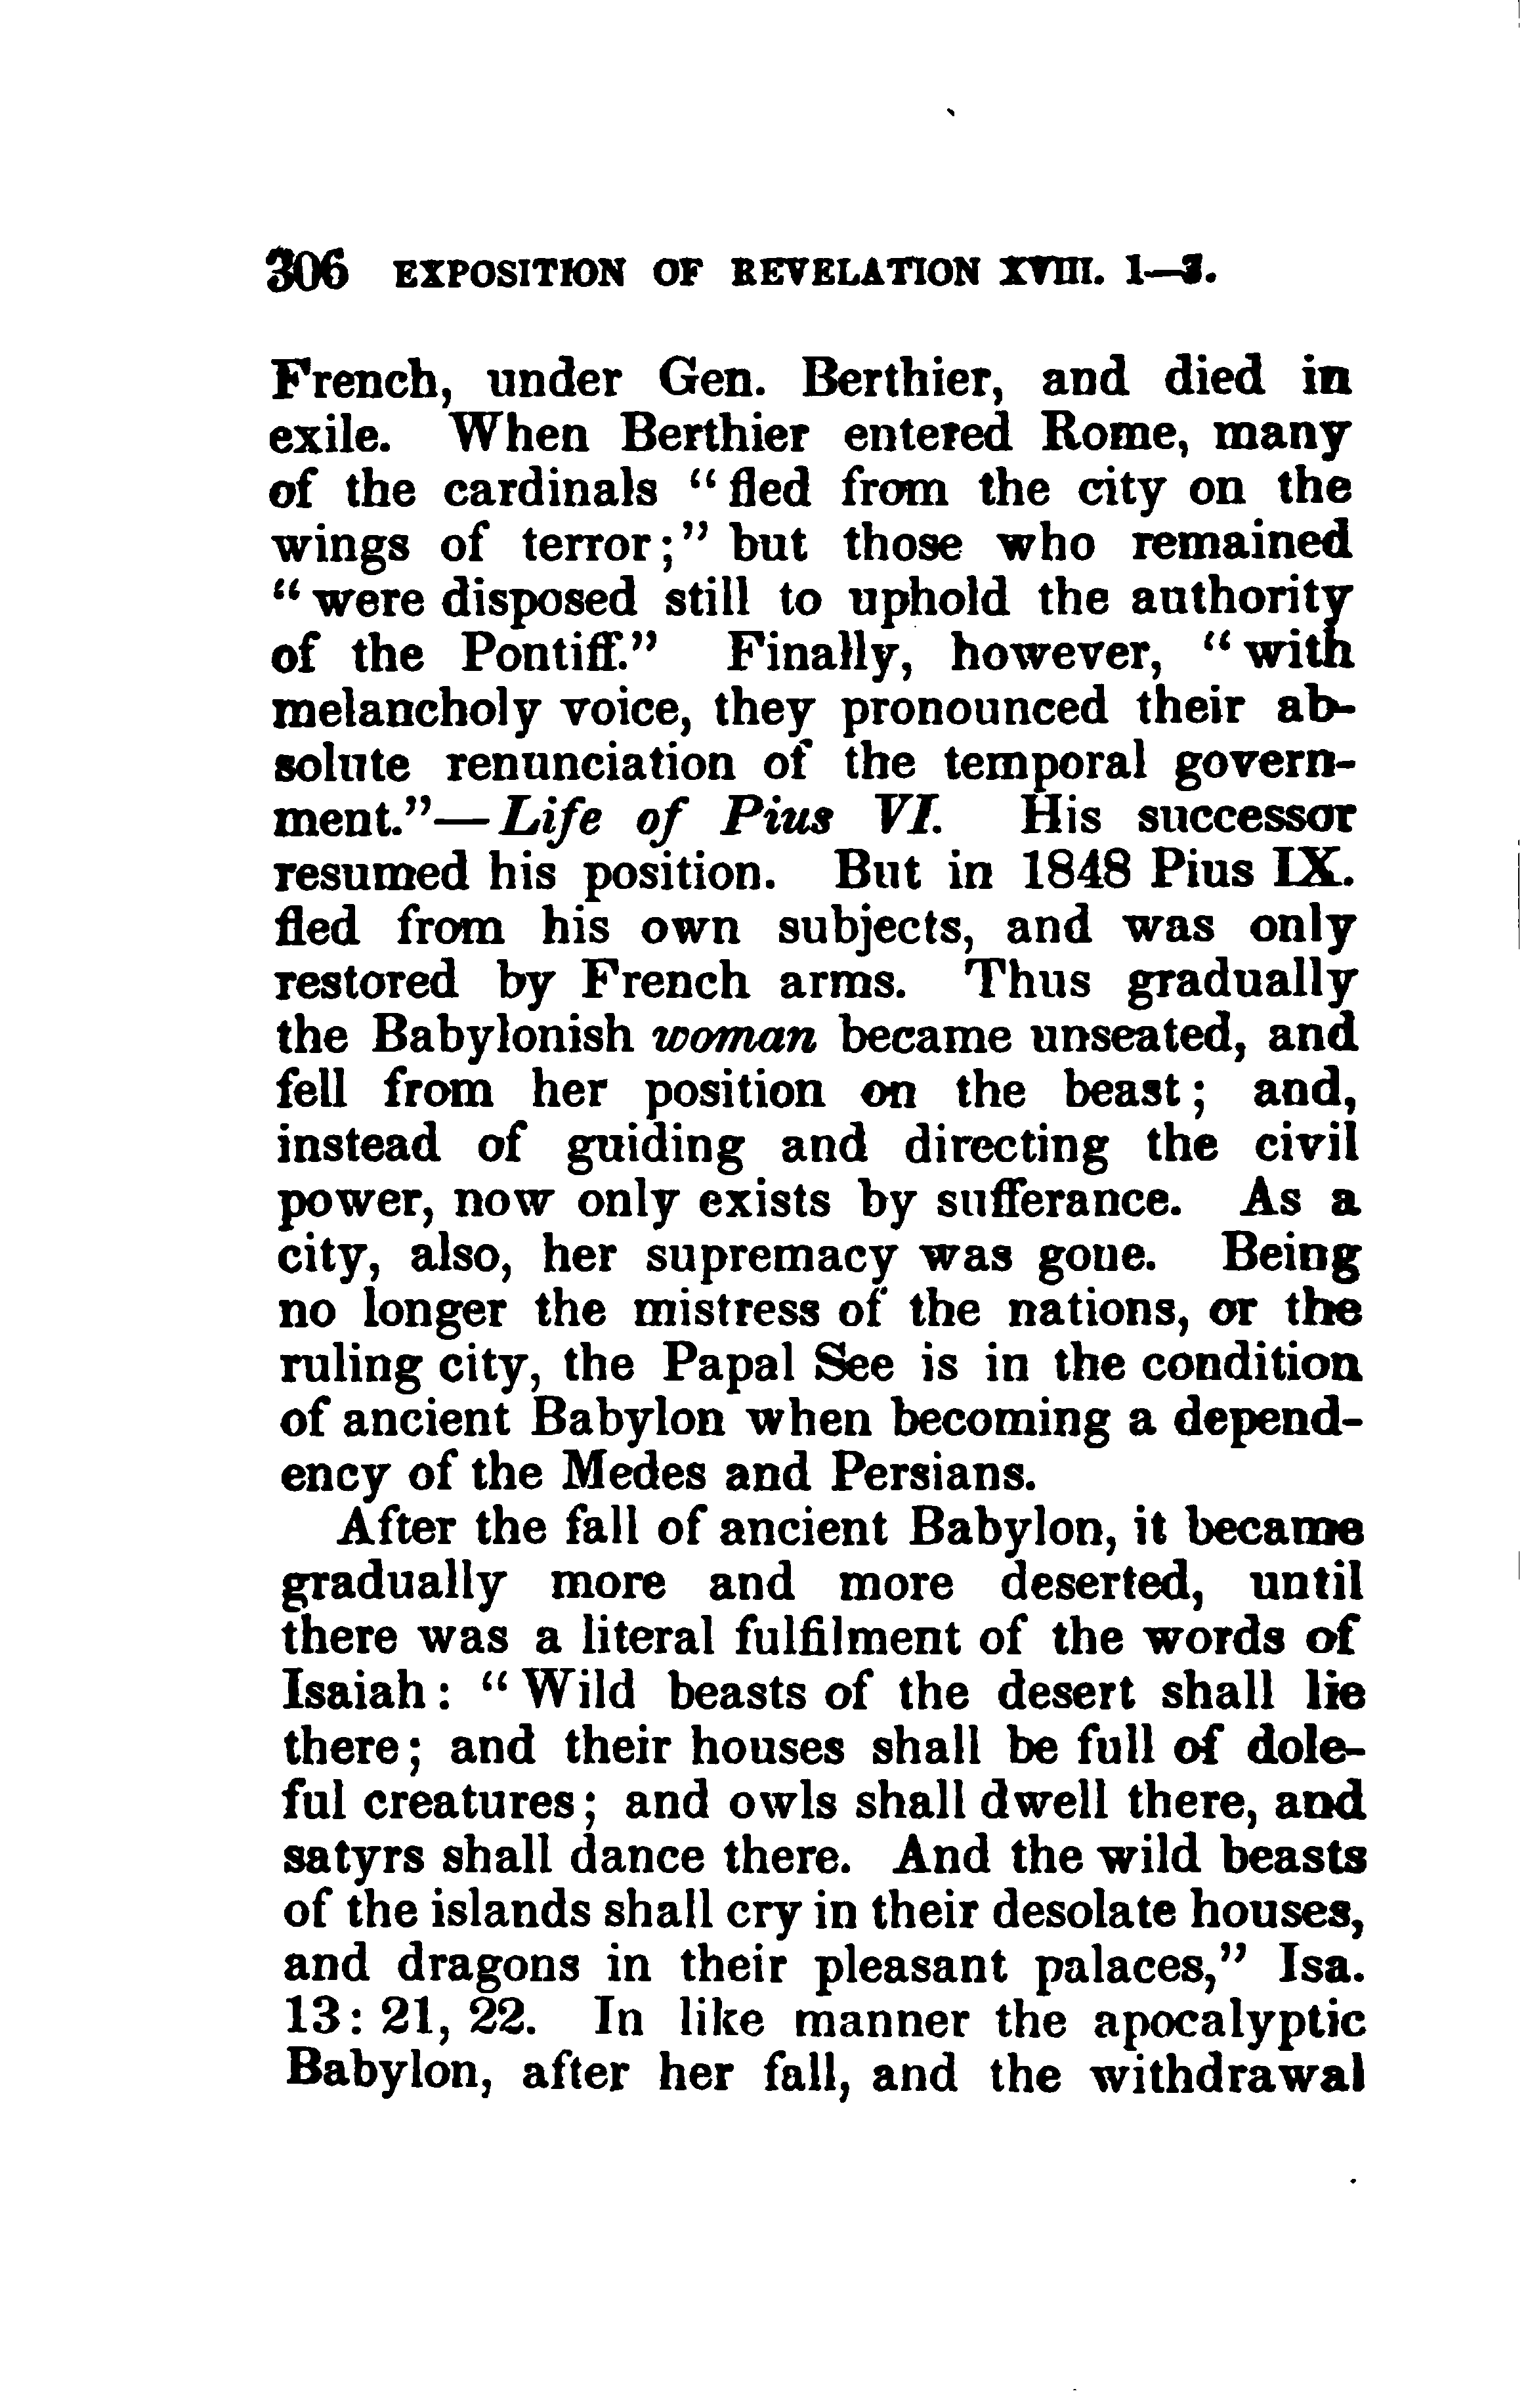 306 EXPOSITION OF REVELATION XVIII. 1—3.
French, under Gen. Berthier, and died in
exile. When Berthier entered Rome, many
of the cardinals “fled from the city on the
wings of terror;” but those who remained
“were disposed still to uphold the authority
of the Pontiff.” Finally, however, “with
melancholy voice, they pronounced their ab-
solute renunciation of the temporal govern-
ment.”—Life of Pius VI. His successor
resumed his position. But in 1848 Pius IX.
fled from his own subjects, and was only
restored by French arms. Thus gradually
the Babylonish woman became unseated, and
fell from her position on the beast; and,
instead of guiding and directing the civil
power, now only exists by sufferance. As a
city, also, her supremacy was gone. Being
no longer the mistress of the nations, or the
ruling city, the Papal See is in the condition
of ancient Babylon when becoming a depend-
ency of the Medes and Persians.
After the fall of ancient Babylon, it became
gradually more and more deserted, until
there was a literal fulfilment of the words of
Isaiah: “Wild beasts of the desert shall lie
there; and their houses shall be full of dole-
ful creatures; and owls shall dwell there, and
satyrs shall dance there. And the wild beasts
of the islands shall cry in their desolate houses,
and dragons in their pleasant palaces,” Isa.
13: 21, 22. In like manner the apocalyptic
Babylon, after her fall, and the withdrawal